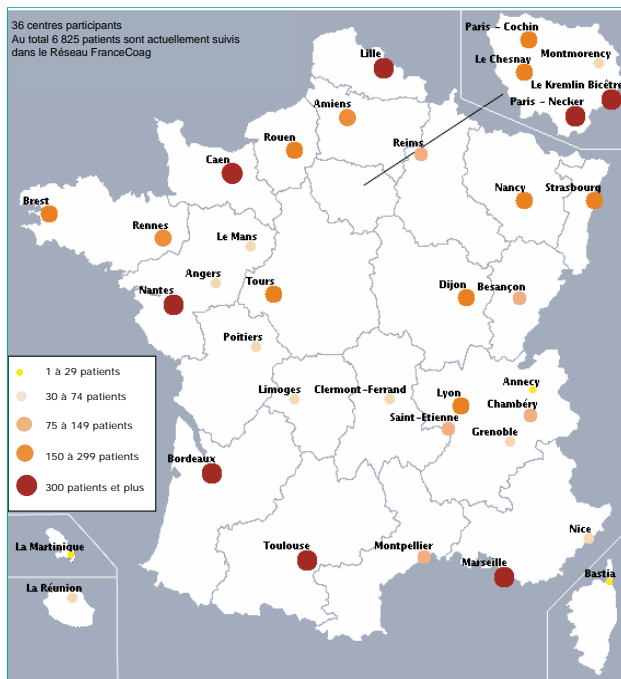 36 centres participants
Au total 6 825 patients sont actuellement suivis
dans le Réseau FranceCoag
Paris - Cochin
Montmorency
Le Chesnay
Le Kremlin Bicêtre
Paris - Necker
Lille
Amiens
Rouen
Reims
Caen
Nancy
Strasbourg
Brest
Rennes
Le Mans
Angers
Tours
Nantes
Dijon
Besançon
Poitiers
1 à 29 patients
30 à 74 patients
75 à 149 patients
150 à 299 patients
300 patients et plus
Limoges
Clermont-Ferrand
Annecy
Lyon
Chambéry
Saint-Etienne
Grenoble
Bordeaux
Nice
La Martinique
Toulouse
Montpellier
Marseille
Bastia
La Réunion